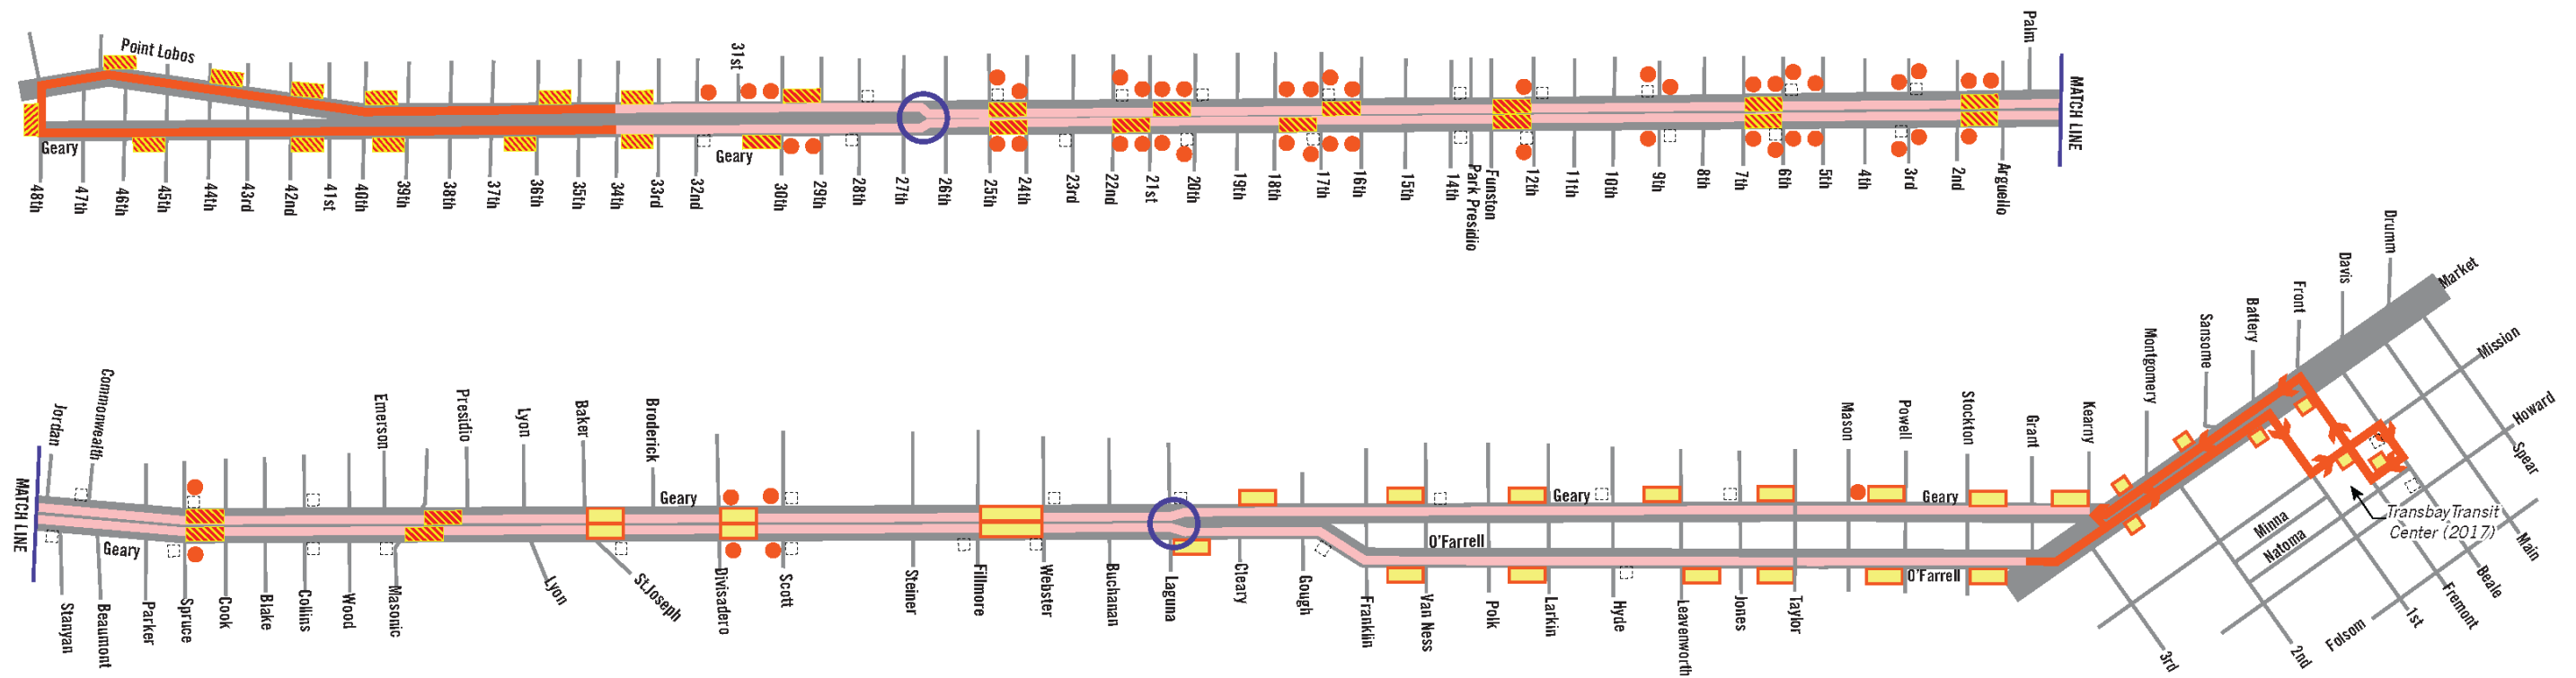 Point Lobos
31st
Palm
MATCH LINE
Geary
Geary
48th
47th
46th
45th
44th
43rd
42nd
41st
40th
39th
38th
37th
36th
35th
34th
33rd
32nd
30th
29th
28th
27th
26th
25th
24th
23rd
22nd
21st
20th
19th
18th
17th
16th
15th
14th
Park Presidio
Funston
12th
11th
10th
9th
8th
7th
6th
5th
4th
3rd
2nd
Arguello
MATCH LINE
Jordan
Commonwealth
Emerson
Presidio
Lyon
Baker
Broderick
Geary
Geary
Mason
Powell
Geary
Stockton
Grant
Kearny
Montgomery
Sansome
Battery
Front
Davis
Drumm
Market
Mission
Howard
Spear
Main
Beale
Fremont
1st
Folsom
2nd
3rd
Minna
Natoma
Transbay Transit
Center (2017)
Geary
O'Farrell
O'Farrell
Stanyan
Beaumont
Parker
Spruce
Cook
Blake
Collins
Wood
Masonic
Lyon
St.Joseph
Divisadero
Scott
Steiner
Fillmore
Webster
Buchanan
Laguna
Cleary
Gough
Franklin
Van Ness
Polk
Larkin
Hyde
Leavenworth
Jones
Taylor